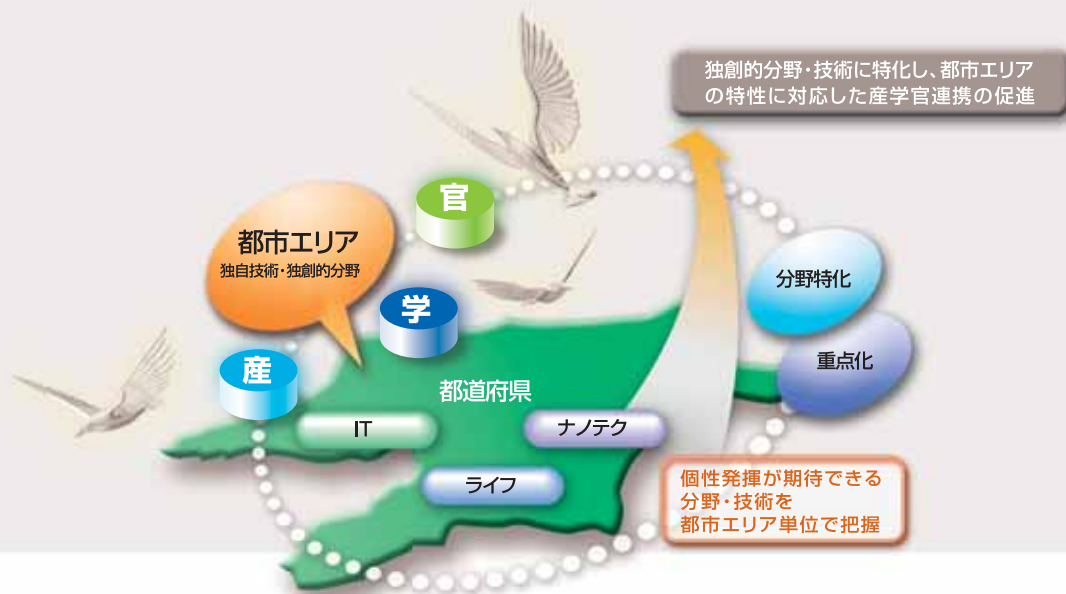 独創的分野・技術に特化し、都市エリア
の特性に対応した産学官連携の促進
官
都市エリア
独自技術・独創的分野
学
産
分野特化
重点化
都道府県
IT
ナノテク
ライフ
個性発揮が期待できる
分野・技術を
都市エリア単位で把握